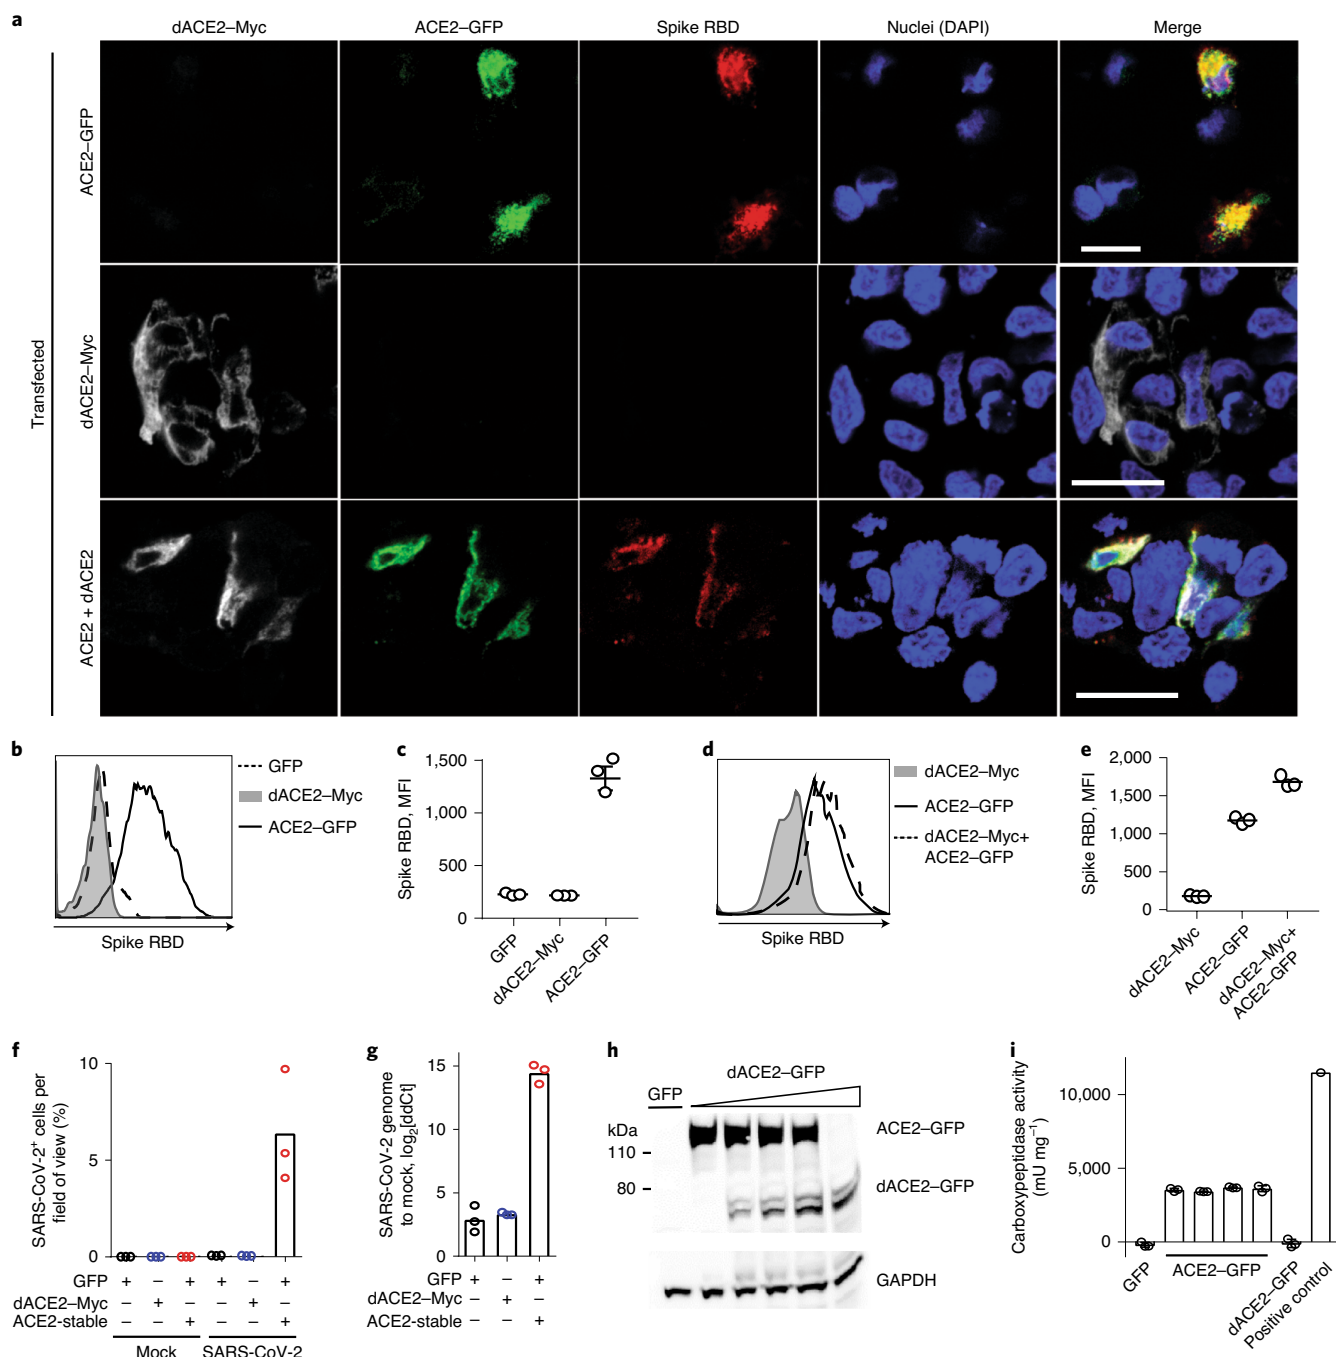 a
dACE2–Myc
ACE2–GFP
Spike RBD
Nuclei (DAPI)
Merge
Transfected
ACE2–GFP
dACE2–Myc
ACE2 + dACE2
b
GFP
dACE2–Myc
ACE2–GFP
Spike RBD
c
Spike RBD, MFI
1,500
1,000
500
0
GFP
dACE2–Myc
ACE2–GFP
d
dACE2–Myc
ACE2–GFP
dACE2–Myc+
ACE2–GFP
Spike RBD
e
Spike RBD, MFI
2,000
1,500
1,000
500
0
dACE2–Myc
ACE2–GFP
dACE2–Myc+
ACE2–GFP
f
SARS-CoV-2⁺ cells per
field of view (%)
10
5
0
GFP + – + + – +
dACE2–Myc – + – – + –
ACE2-stable – – + – – +
Mock
SARS-CoV-2
g
SARS-CoV-2 genome
to mock, log₂[ddCt]
15
10
5
0
GFP + – +
dACE2–Myc – + –
ACE2-stable – – +
h
dACE2–GFP
GFP
kDa
110
80
ACE2–GFP
dACE2–GFP
GAPDH
i
Carboxypeptidase activity
(mU mg⁻¹)
10,000
5,000
0
GFP
ACE2–GFP
dACE2–GFP
Positive control